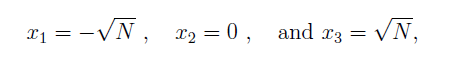 x₁ = −√N , x₂ = 0 , and x₃ = √N,